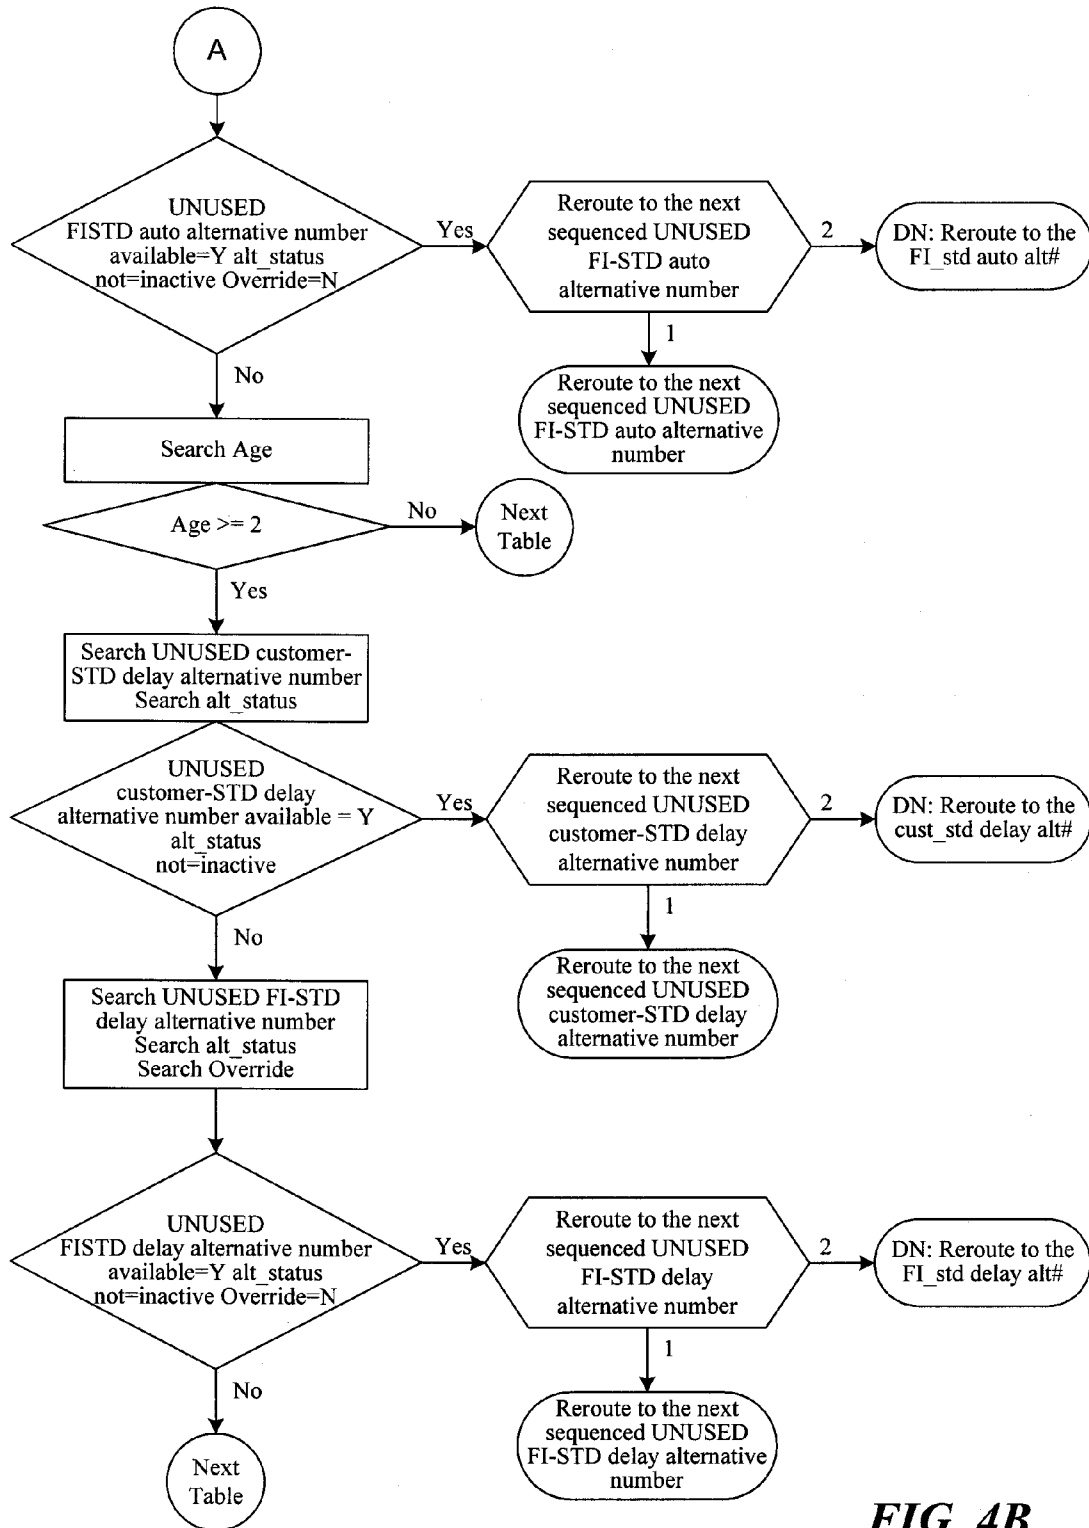 A
UNUSED
FISTD auto alternative number
available=Y alt_status
not=inactive Override=N
Yes
Reroute to the next
sequenced UNUSED
FI-STD auto
alternative number
2
DN: Reroute to the
FI_std auto alt#
1
Reroute to the next
sequenced UNUSED
FI-STD auto alternative
number
No
Search Age
Age >= 2
No
Next
Table
Yes
Search UNUSED customer-
STD delay alternative number
Search alt_status
UNUSED
customer-STD delay
alternative number available = Y
alt_status
not=inactive
Yes
Reroute to the next
sequenced UNUSED
customer-STD delay
alternative number
2
DN: Reroute to the
cust_std delay alt#
1
Reroute to the next
sequenced UNUSED
customer-STD delay
alternative number
No
Search UNUSED FI-STD
delay alternative number
Search alt_status
Search Override
UNUSED
FISTD delay alternative number
available=Y alt_status
not=inactive Override=N
Yes
Reroute to the next
sequenced UNUSED
FI-STD delay
alternative number
2
DN: Reroute to the
FI_std delay alt#
1
Reroute to the next
sequenced UNUSED
FI-STD delay alternative
number
No
Next
Table
FIG. 4B